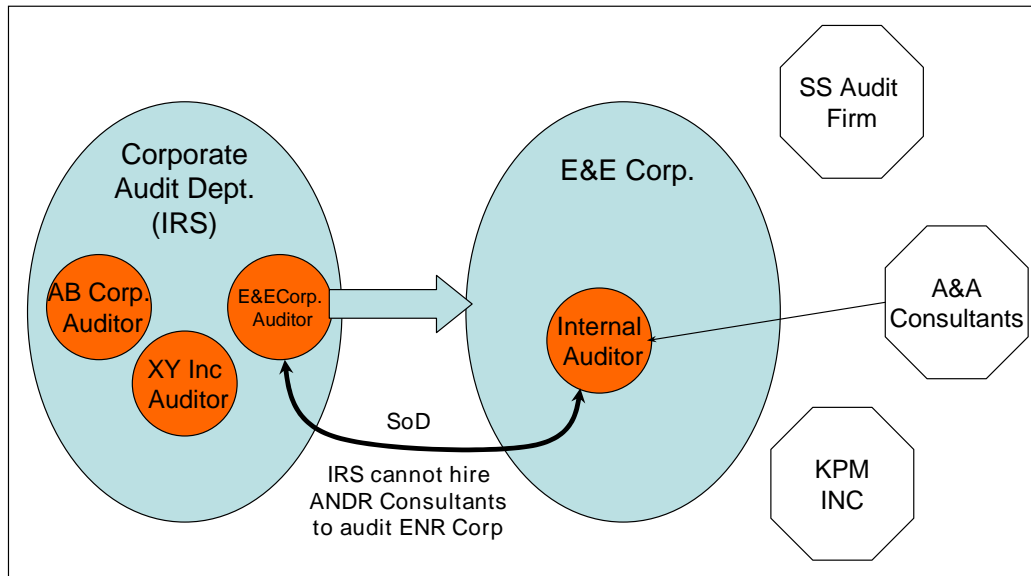 Corporate
Audit Dept.
(IRS)
AB Corp.
Auditor
XY Inc
Auditor
E&ECorp.
Auditor
E&E Corp.
Internal
Auditor
SoD
IRS cannot hire
ANDR Consultants
to audit ENR Corp
SS Audit
Firm
A&A
Consultants
KPM
INC